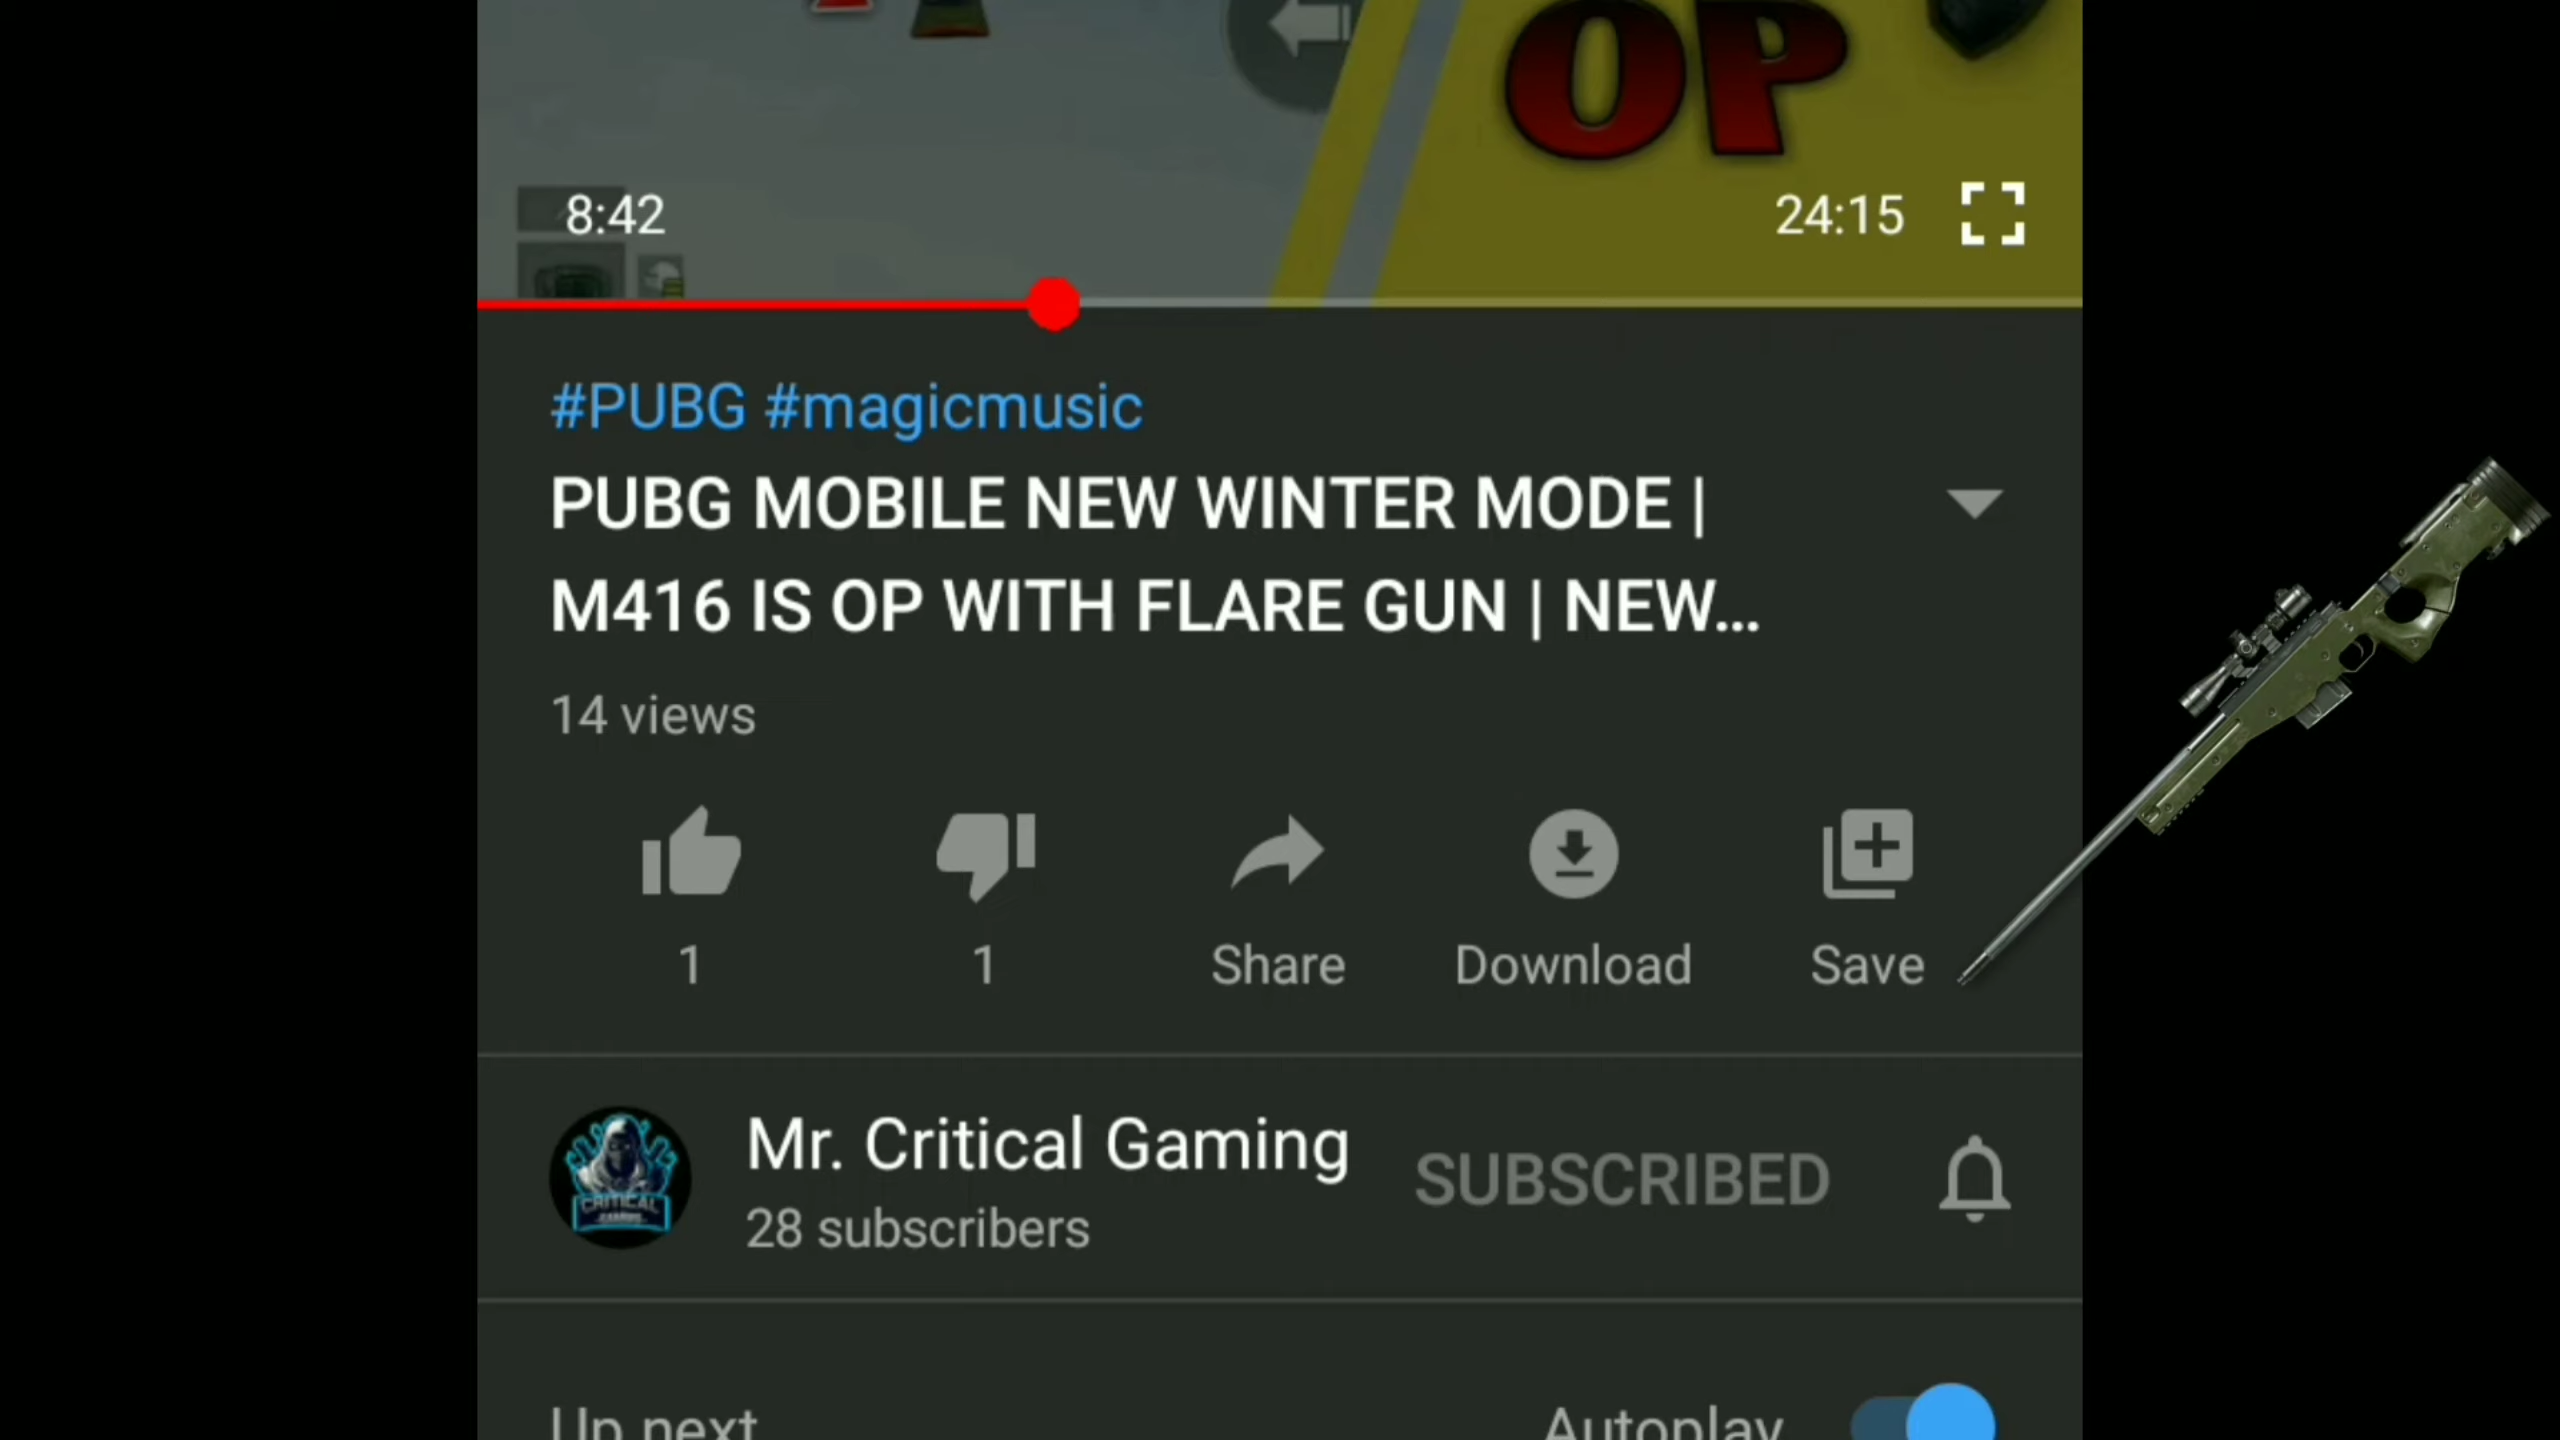 OP
8:42
24:15
#PUBG #magicmusic
PUBG MOBILE NEW WINTER MODE |
M416 IS OP WITH FLARE GUN | NEW...
14 views
1
1
Share
Download
Save
Mr. Critical Gaming
SUBSCRIBED
28 subscribers
CRITICAL
Up next
Autoplay